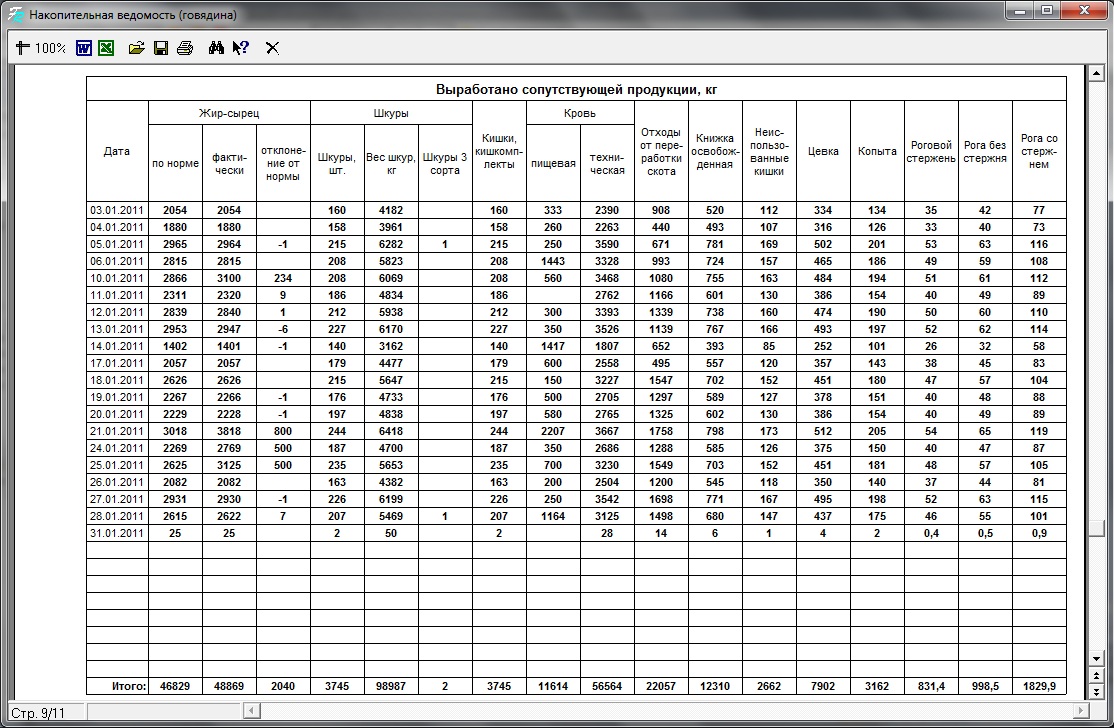 Накопительная ведомость (говядина)
100%
Выработано сопутствующей продукции, кг
Дата Жир-сырец Шкуры Кишки, кишкомп- лекты Кровь Отходы от пере- работки скота Книжка освобож- денная Неис- пользо- ванные кишки Цевка Копыта Роговой стержень Рога без стержня Рога со стерж- нем
по норме факти- чески отклоне- ние от нормы Шкуры, шт. Вес шкур, кг Шкуры 3 сорта пищевая техни- ческая
03.01.2011 2054 2054 160 4182 160 333 2390 908 520 112 334 134 35 42 77
04.01.2011 1880 1880 158 3961 158 260 2263 440 493 107 316 126 33 40 73
05.01.2011 2965 2964 -1 215 6282 1 215 250 3590 671 781 169 502 201 53 63 116
06.01.2011 2815 2815 208 5823 208 1443 3328 993 724 157 465 186 49 59 108
10.01.2011 2866 3100 234 208 6069 208 560 3468 1080 755 163 484 194 51 61 112
11.01.2011 2311 2320 9 186 4834 186 2762 1166 601 130 386 154 40 49 89
12.01.2011 2839 2840 1 212 5938 212 300 3393 1339 738 160 474 190 50 60 110
13.01.2011 2953 2947 -6 227 6170 227 350 3526 1139 767 166 493 197 52 62 114
14.01.2011 1402 1401 -1 140 3162 140 1417 1807 652 393 85 252 101 26 32 58
17.01.2011 2057 2057 179 4477 179 600 2558 495 557 120 357 143 38 45 83
18.01.2011 2626 2626 215 5647 215 150 3227 1547 702 152 451 180 47 57 104
19.01.2011 2267 2266 -1 176 4733 176 500 2705 1297 589 127 378 151 40 48 88
20.01.2011 2229 2228 -1 197 4838 197 580 2765 1325 602 130 386 154 40 49 89
21.01.2011 3018 3818 800 244 6418 244 2207 3667 1758 798 173 512 205 54 65 119
24.01.2011 2269 2769 500 187 4700 187 350 2686 1288 585 126 375 150 40 47 87
25.01.2011 2625 3125 500 235 5653 235 700 3230 1549 703 152 451 181 48 57 105
26.01.2011 2082 2082 163 4382 163 200 2504 1200 545 118 350 140 37 44 81
27.01.2011 2931 2930 -1 226 6199 226 250 3542 1698 771 167 495 198 52 63 115
28.01.2011 2615 2622 7 207 5469 1 207 1164 3125 1498 680 147 437 175 46 55 101
31.01.2011 25 25 2 50 2 28 14 6 1 4 2 0,4 0,5 0,9
Итого: 46829 48869 2040 3745 98987 2 3745 11614 56564 22057 12310 2662 7902 3162 831,4 998,5 1829,9
Стр. 9/11